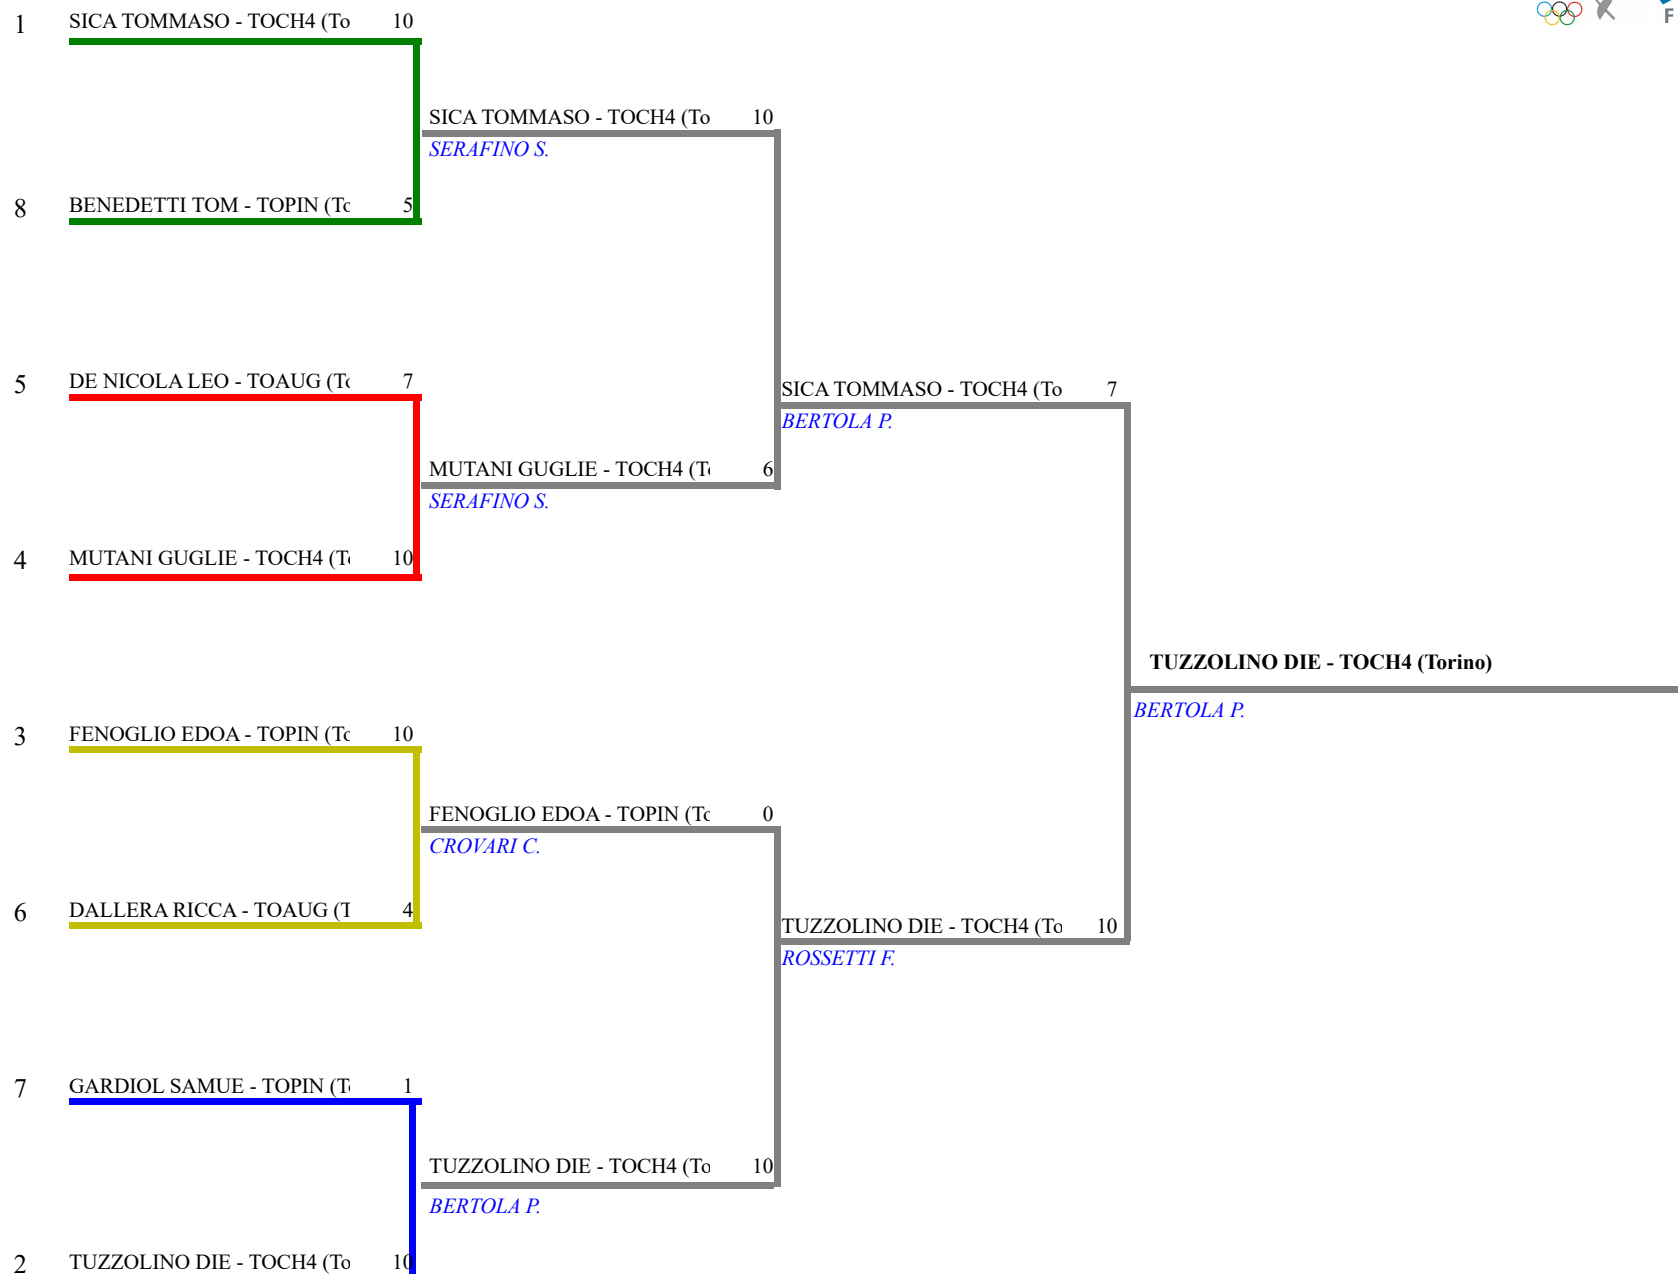 1 SICA TOMMASO - TOCH4 (To 10
SICA TOMMASO - TOCH4 (To 10
SERAFINO S.
8 BENEDETTI TOM - TOPIN (To 5
5 DE NICOLA LEO - TOAUG (To 7
SICA TOMMASO - TOCH4 (To 7
BERTOLA P.
MUTANI GUGLIE - TOCH4 (To 6
SERAFINO S.
4 MUTANI GUGLIE - TOCH4 (To 10
TUZZOLINO DIE - TOCH4 (Torino)
BERTOLA P.
3 FENOGLIO EDOA - TOPIN (To 10
FENOGLIO EDOA - TOPIN (To 0
CROVARI C.
6 DALLERA RICCA - TOAUG (T 4
TUZZOLINO DIE - TOCH4 (To 10
ROSSETTI F.
7 GARDIOL SAMUE - TOPIN (To 1
TUZZOLINO DIE - TOCH4 (To 10
BERTOLA P.
2 TUZZOLINO DIE - TOCH4 (To 10
F